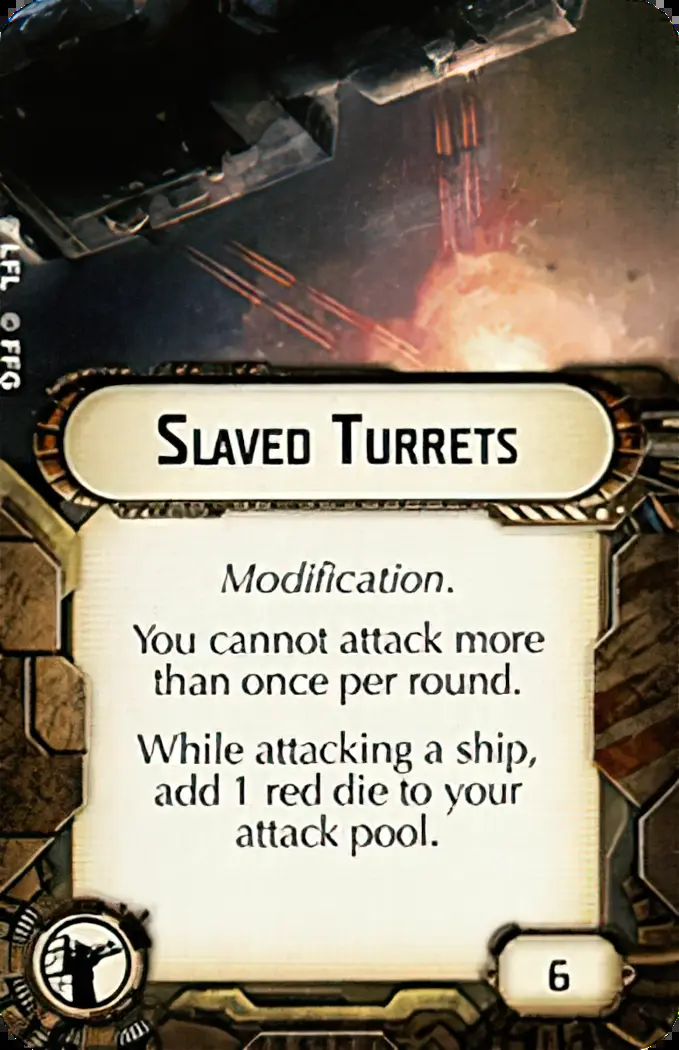 LFL © FFG
Slaved Turrets
Modification.
You cannot attack more
than once per round.
While attacking a ship,
add 1 red die to your
attack pool.
6